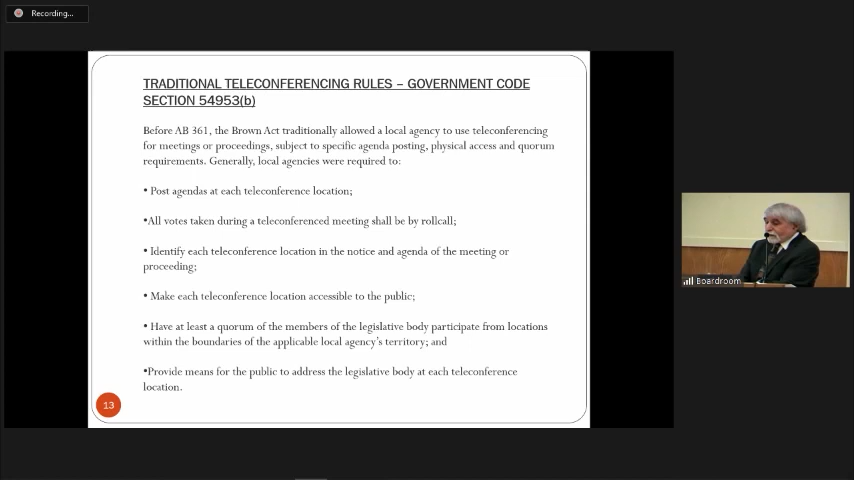 Recording...
TRADITIONAL TELECONFERENCING RULES – GOVERNMENT CODE
SECTION 54953(b)
Before AB 361, the Brown Act traditionally allowed a local agency to use teleconferencing
for meetings or proceedings, subject to specific agenda posting, physical access and quorum
requirements. Generally, local agencies were required to:
• Post agendas at each teleconference location;
•All votes taken during a teleconferenced meeting shall be by rollcall;
• Identify each teleconference location in the notice and agenda of the meeting or
proceeding;
• Make each teleconference location accessible to the public;
• Have at least a quorum of the members of the legislative body participate from locations
within the boundaries of the applicable local agency's territory; and
•Provide means for the public to address the legislative body at each teleconference
location.
13
Boardroom